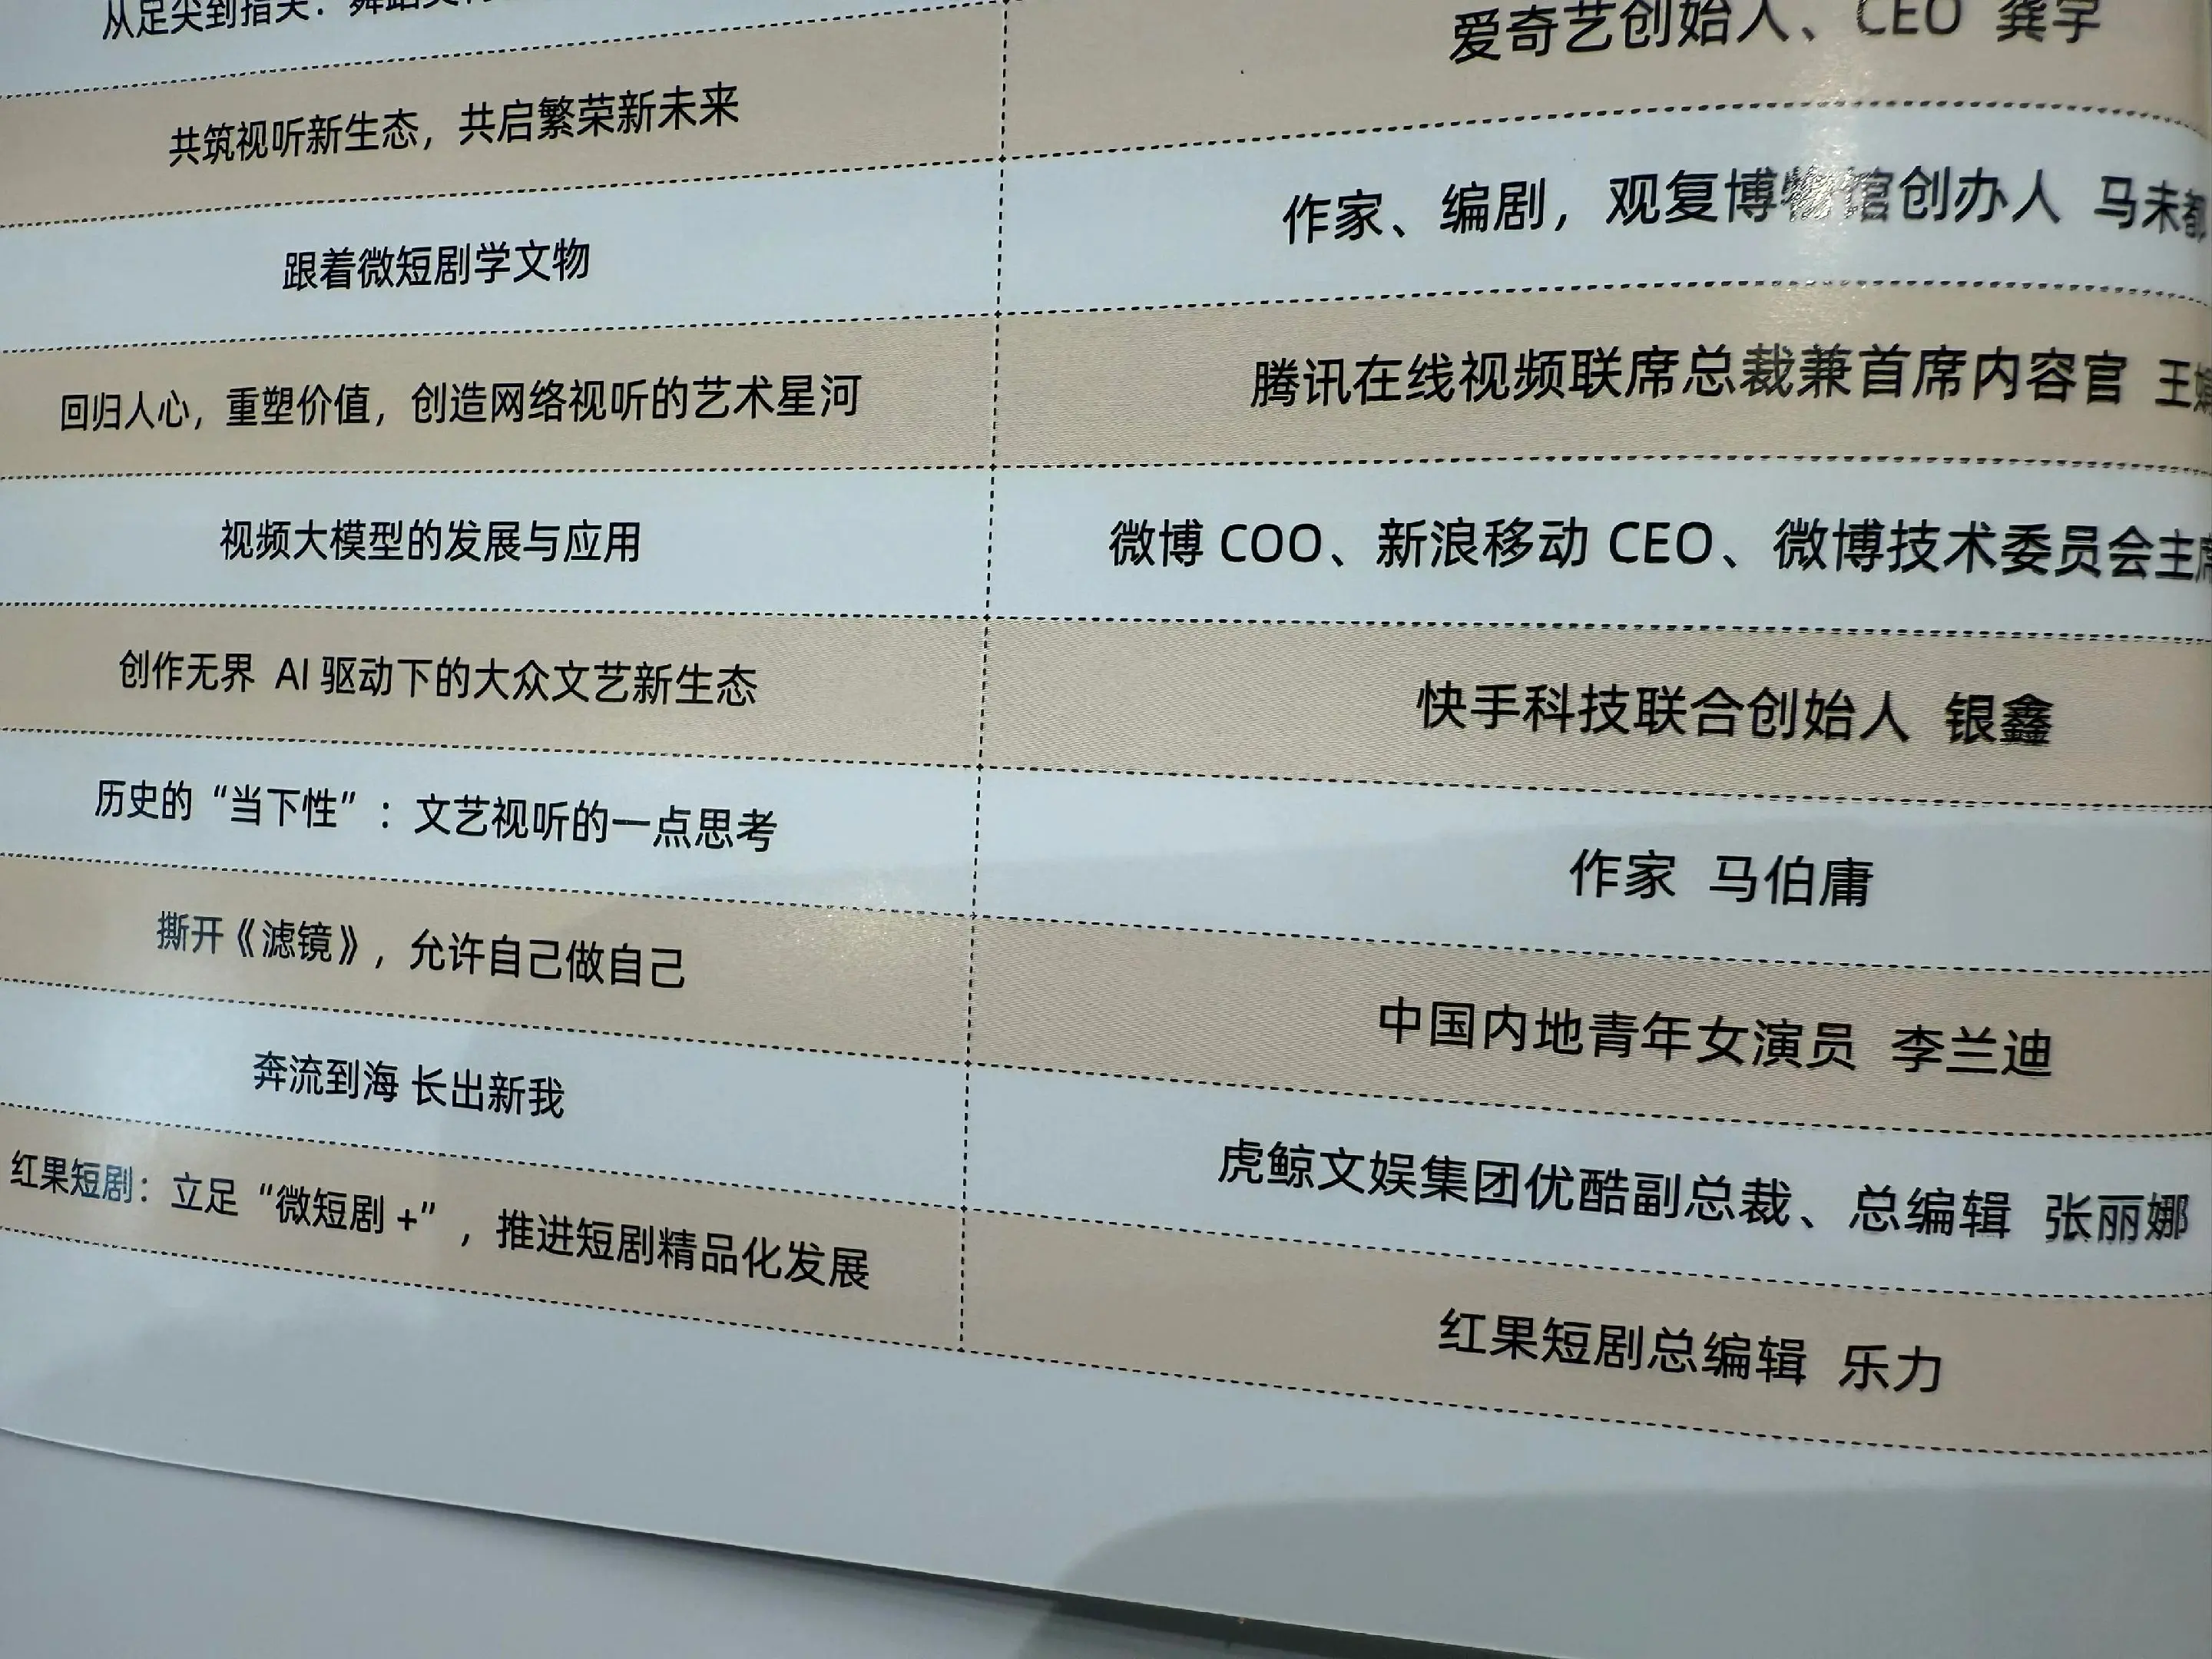 从足尖到指尖：舞蹈
共筑视听新生态，共启繁荣新未来
爱奇艺创始人、CEO 龚宇
跟着微短剧学文物
作家、编剧，观复博物馆创办人 马未都
回归人心，重塑价值，创造网络视听的艺术星河
腾讯在线视频联席总裁兼首席内容官 王
视频大模型的发展与应用
微博 COO、新浪移动 CEO、微博技术委员会主席
创作无界 AI 驱动下的大众文艺新生态
快手科技联合创始人 银鑫
历史的“当下性”：文艺视听的一点思考
作家 马伯庸
撕开《滤镜》，允许自己做自己
中国内地青年女演员 李兰迪
奔流到海 长出新我
虎鲸文娱集团优酷副总裁、总编辑 张丽娜
红果短剧：立足“微短剧 +”，推进短剧精品化发展
红果短剧总编辑 乐力